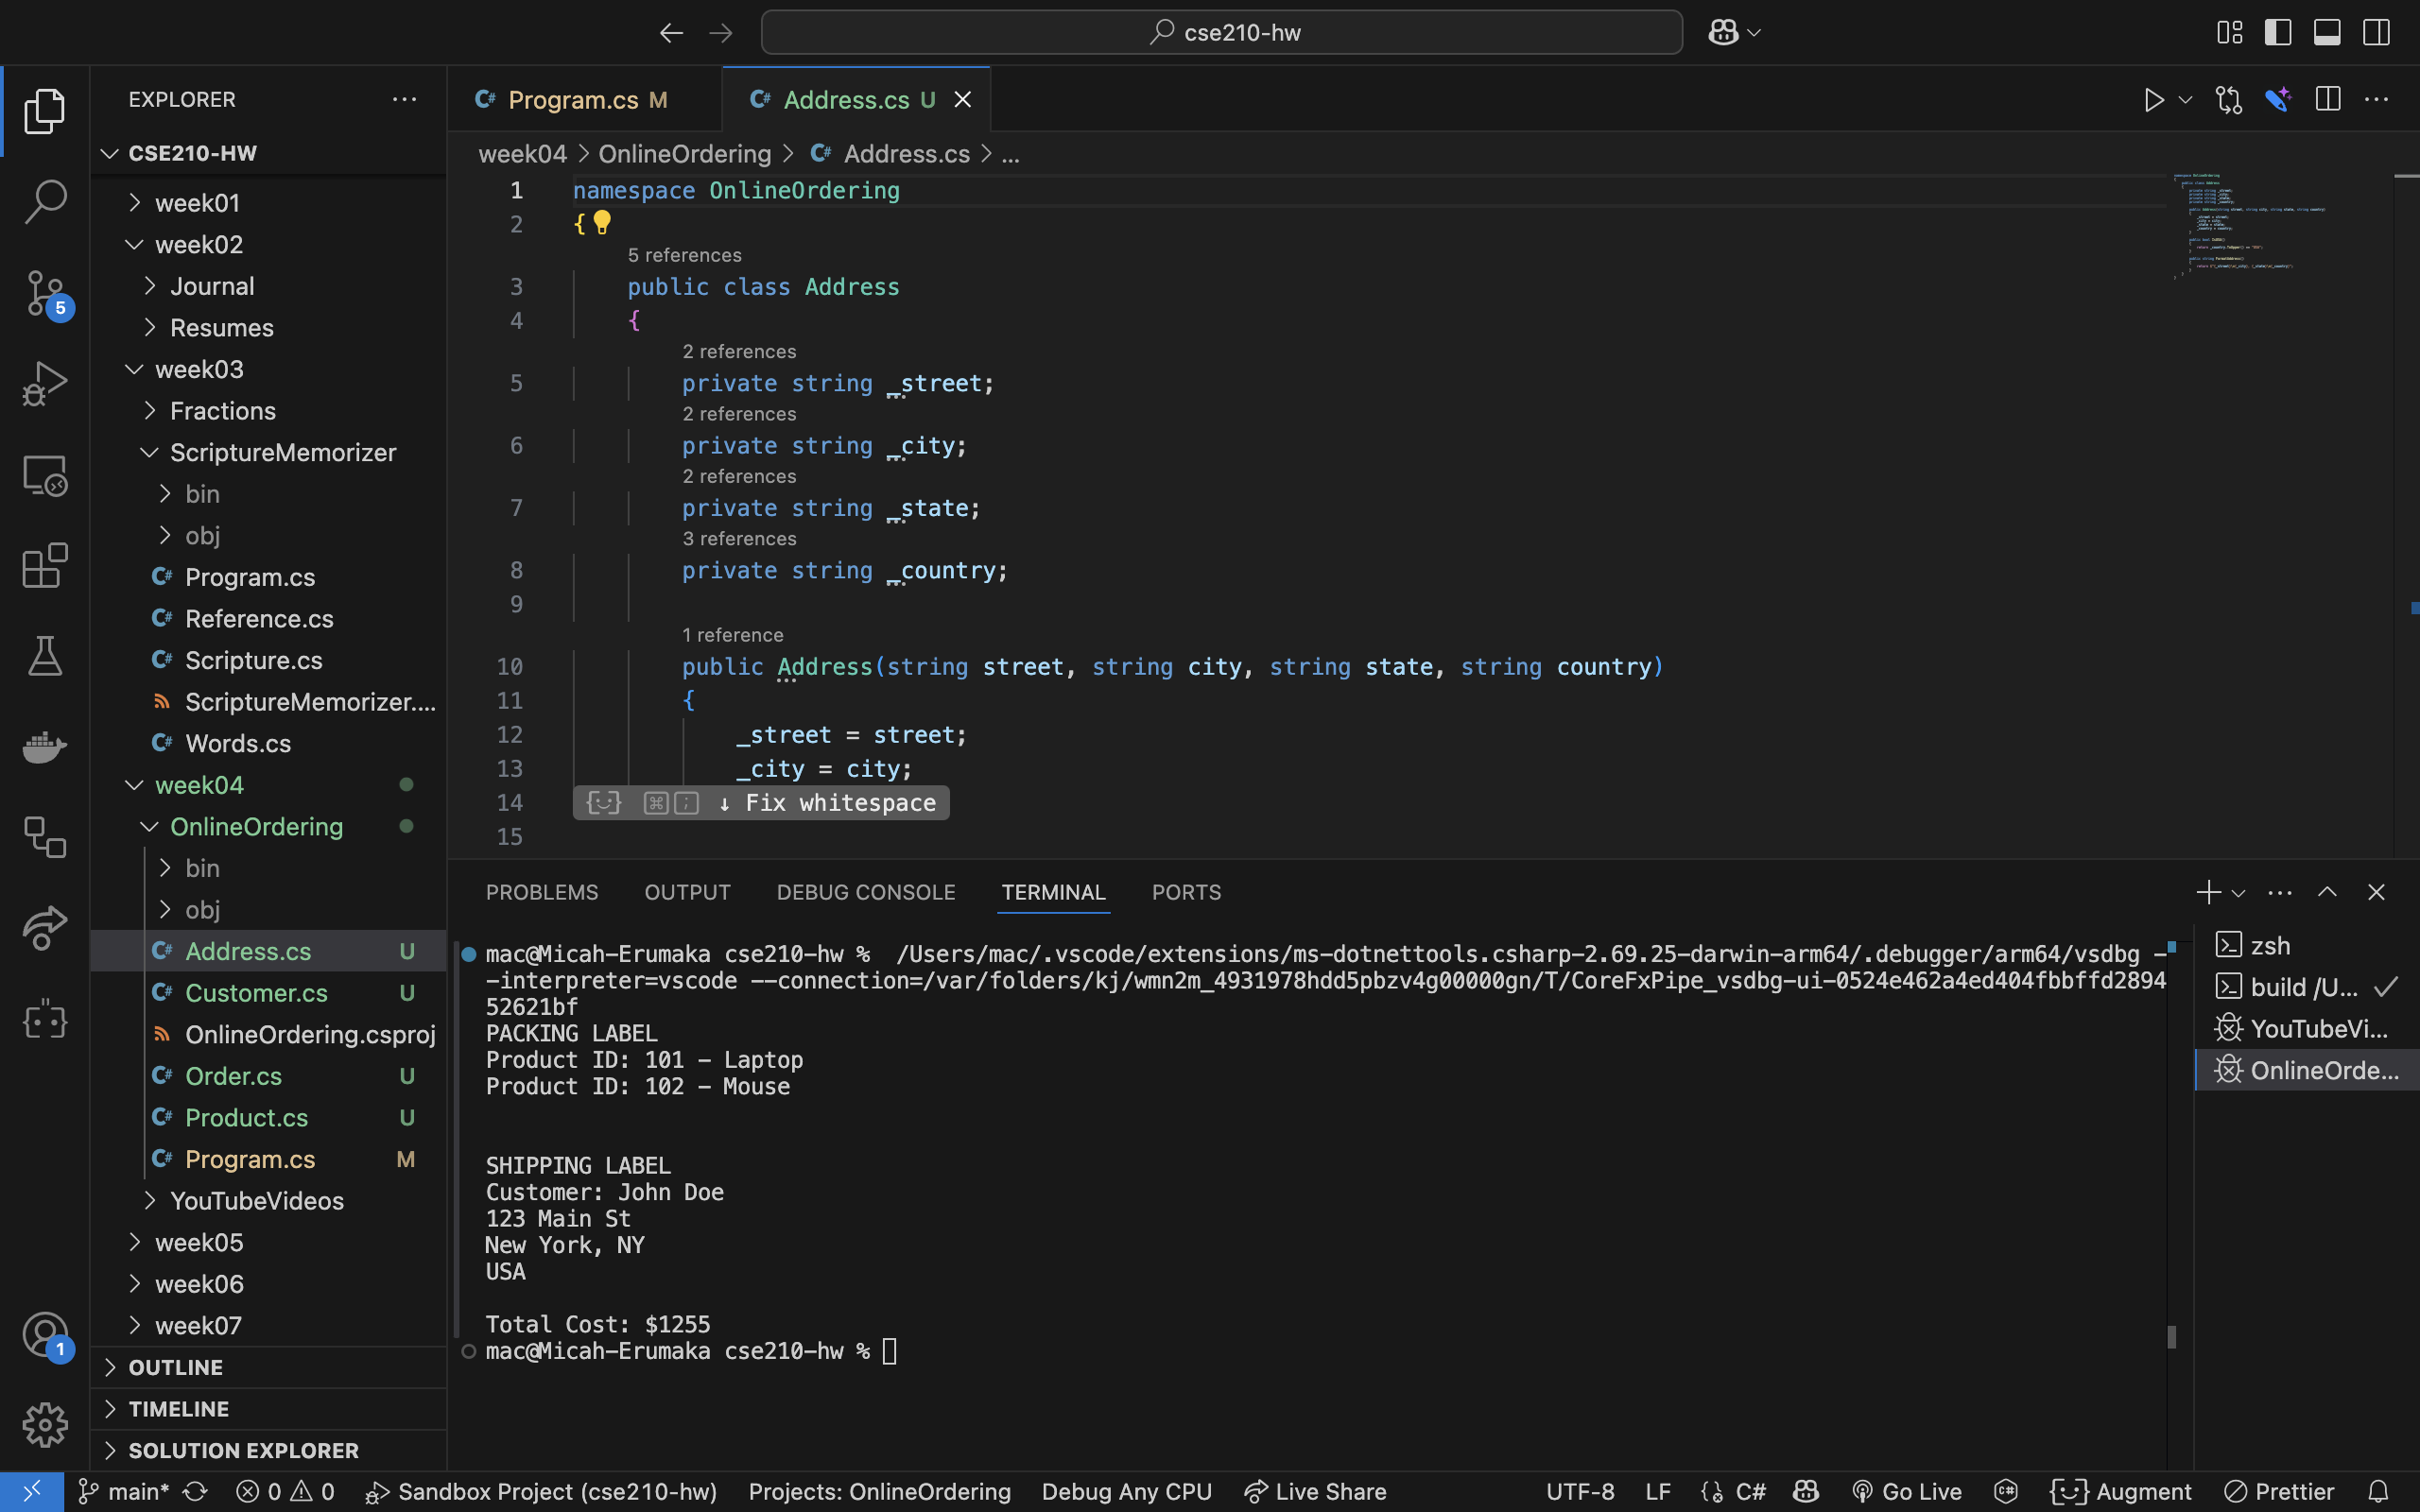 cse210-hw
EXPLORER
CSE210-HW
week01
week02
Journal
Resumes
week03
Fractions
ScriptureMemorizer
bin
obj
Program.cs
Reference.cs
Scripture.cs
ScriptureMemorizer....
Words.cs
week04
OnlineOrdering
bin
obj
Address.cs U
Customer.cs U
OnlineOrdering.csproj
Order.cs U
Product.cs U
Program.cs M
YouTubeVideos
week05
week06
week07
OUTLINE
TIMELINE
SOLUTION EXPLORER
5
1
Program.cs M
Address.cs U
week04 > OnlineOrdering > Address.cs > ...
1 namespace OnlineOrdering
2 {
5 references
3 public class Address
4 {
2 references
5 private string _street;
2 references
6 private string _city;
2 references
7 private string _state;
3 references
8 private string _country;
9
1 reference
10 public Address(string street, string city, string state, string country)
11 {
12 _street = street;
13 _city = city;
14 ⌘ ; ↓ Fix whitespace
15
PROBLEMS OUTPUT DEBUG CONSOLE TERMINAL PORTS
mac@Micah-Erumaka cse210-hw % /Users/mac/.vscode/extensions/ms-dotnettools.csharp-2.69.25-darwin-arm64/.debugger/arm64/vsdbg -
-interpreter=vscode --connection=/var/folders/kj/wmn2m_4931978hdd5pbzv4g00000gn/T/CoreFxPipe_vsdbg-ui-0524e462a4ed404fbbffd2894
52621bf
PACKING LABEL
Product ID: 101 - Laptop
Product ID: 102 - Mouse
SHIPPING LABEL
Customer: John Doe
123 Main St
New York, NY
USA
Total Cost: $1255
mac@Micah-Erumaka cse210-hw %
zsh
build /U...
YouTubeVi...
OnlineOrde...
main* 0 0 Sandbox Project (cse210-hw) Projects: OnlineOrdering Debug Any CPU Live Share UTF-8 LF C# Go Live Augment Prettier